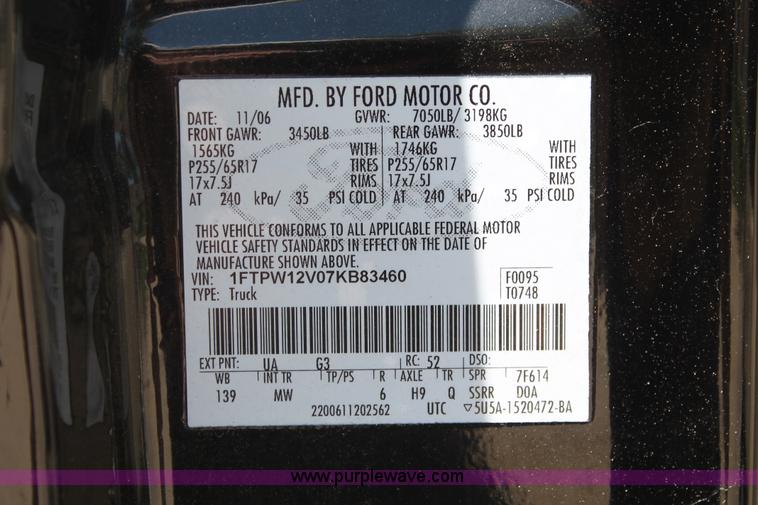 MFD. BY FORD MOTOR CO.
DATE: 11/06 GVWR: 7050LB/ 3198KG
FRONT GAWR: 3450LB REAR GAWR: 3850LB
1565KG WITH 1746KG WITH
P255/65R17 TIRES P255/65R17 TIRES
17x7.5J RIMS 17x7.5J RIMS
AT 240 kPa/ 35 PSI COLD AT 240 kPa/ 35 PSI COLD
THIS VEHICLE CONFORMS TO ALL APPLICABLE FEDERAL MOTOR
VEHICLE SAFETY STANDARDS IN EFFECT ON THE DATE OF
MANUFACTURE SHOWN ABOVE.
VIN: 1FTPW12V07KB83460 F0095
TYPE: Truck T0748
EXT PNT: UA G3 RC: 52 DSO:
WB INT TR TP/PS R AXLE TR SPR 7F614
139 MW 6 H9 Q SSRR DOA
2200611202562 UTC ▽5U5A-1520472-BA
www.purplewave.com